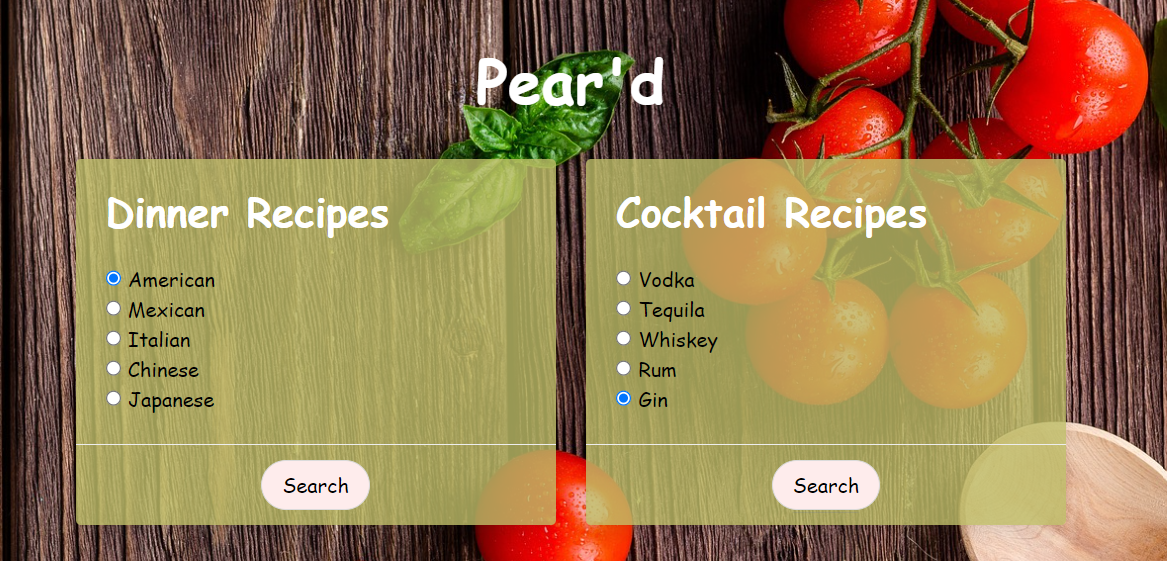 Pear'd
Dinner Recipes
American
Mexican
Italian
Chinese
Japanese
Search
Cocktail Recipes
Vodka
Tequila
Whiskey
Rum
Gin
Search